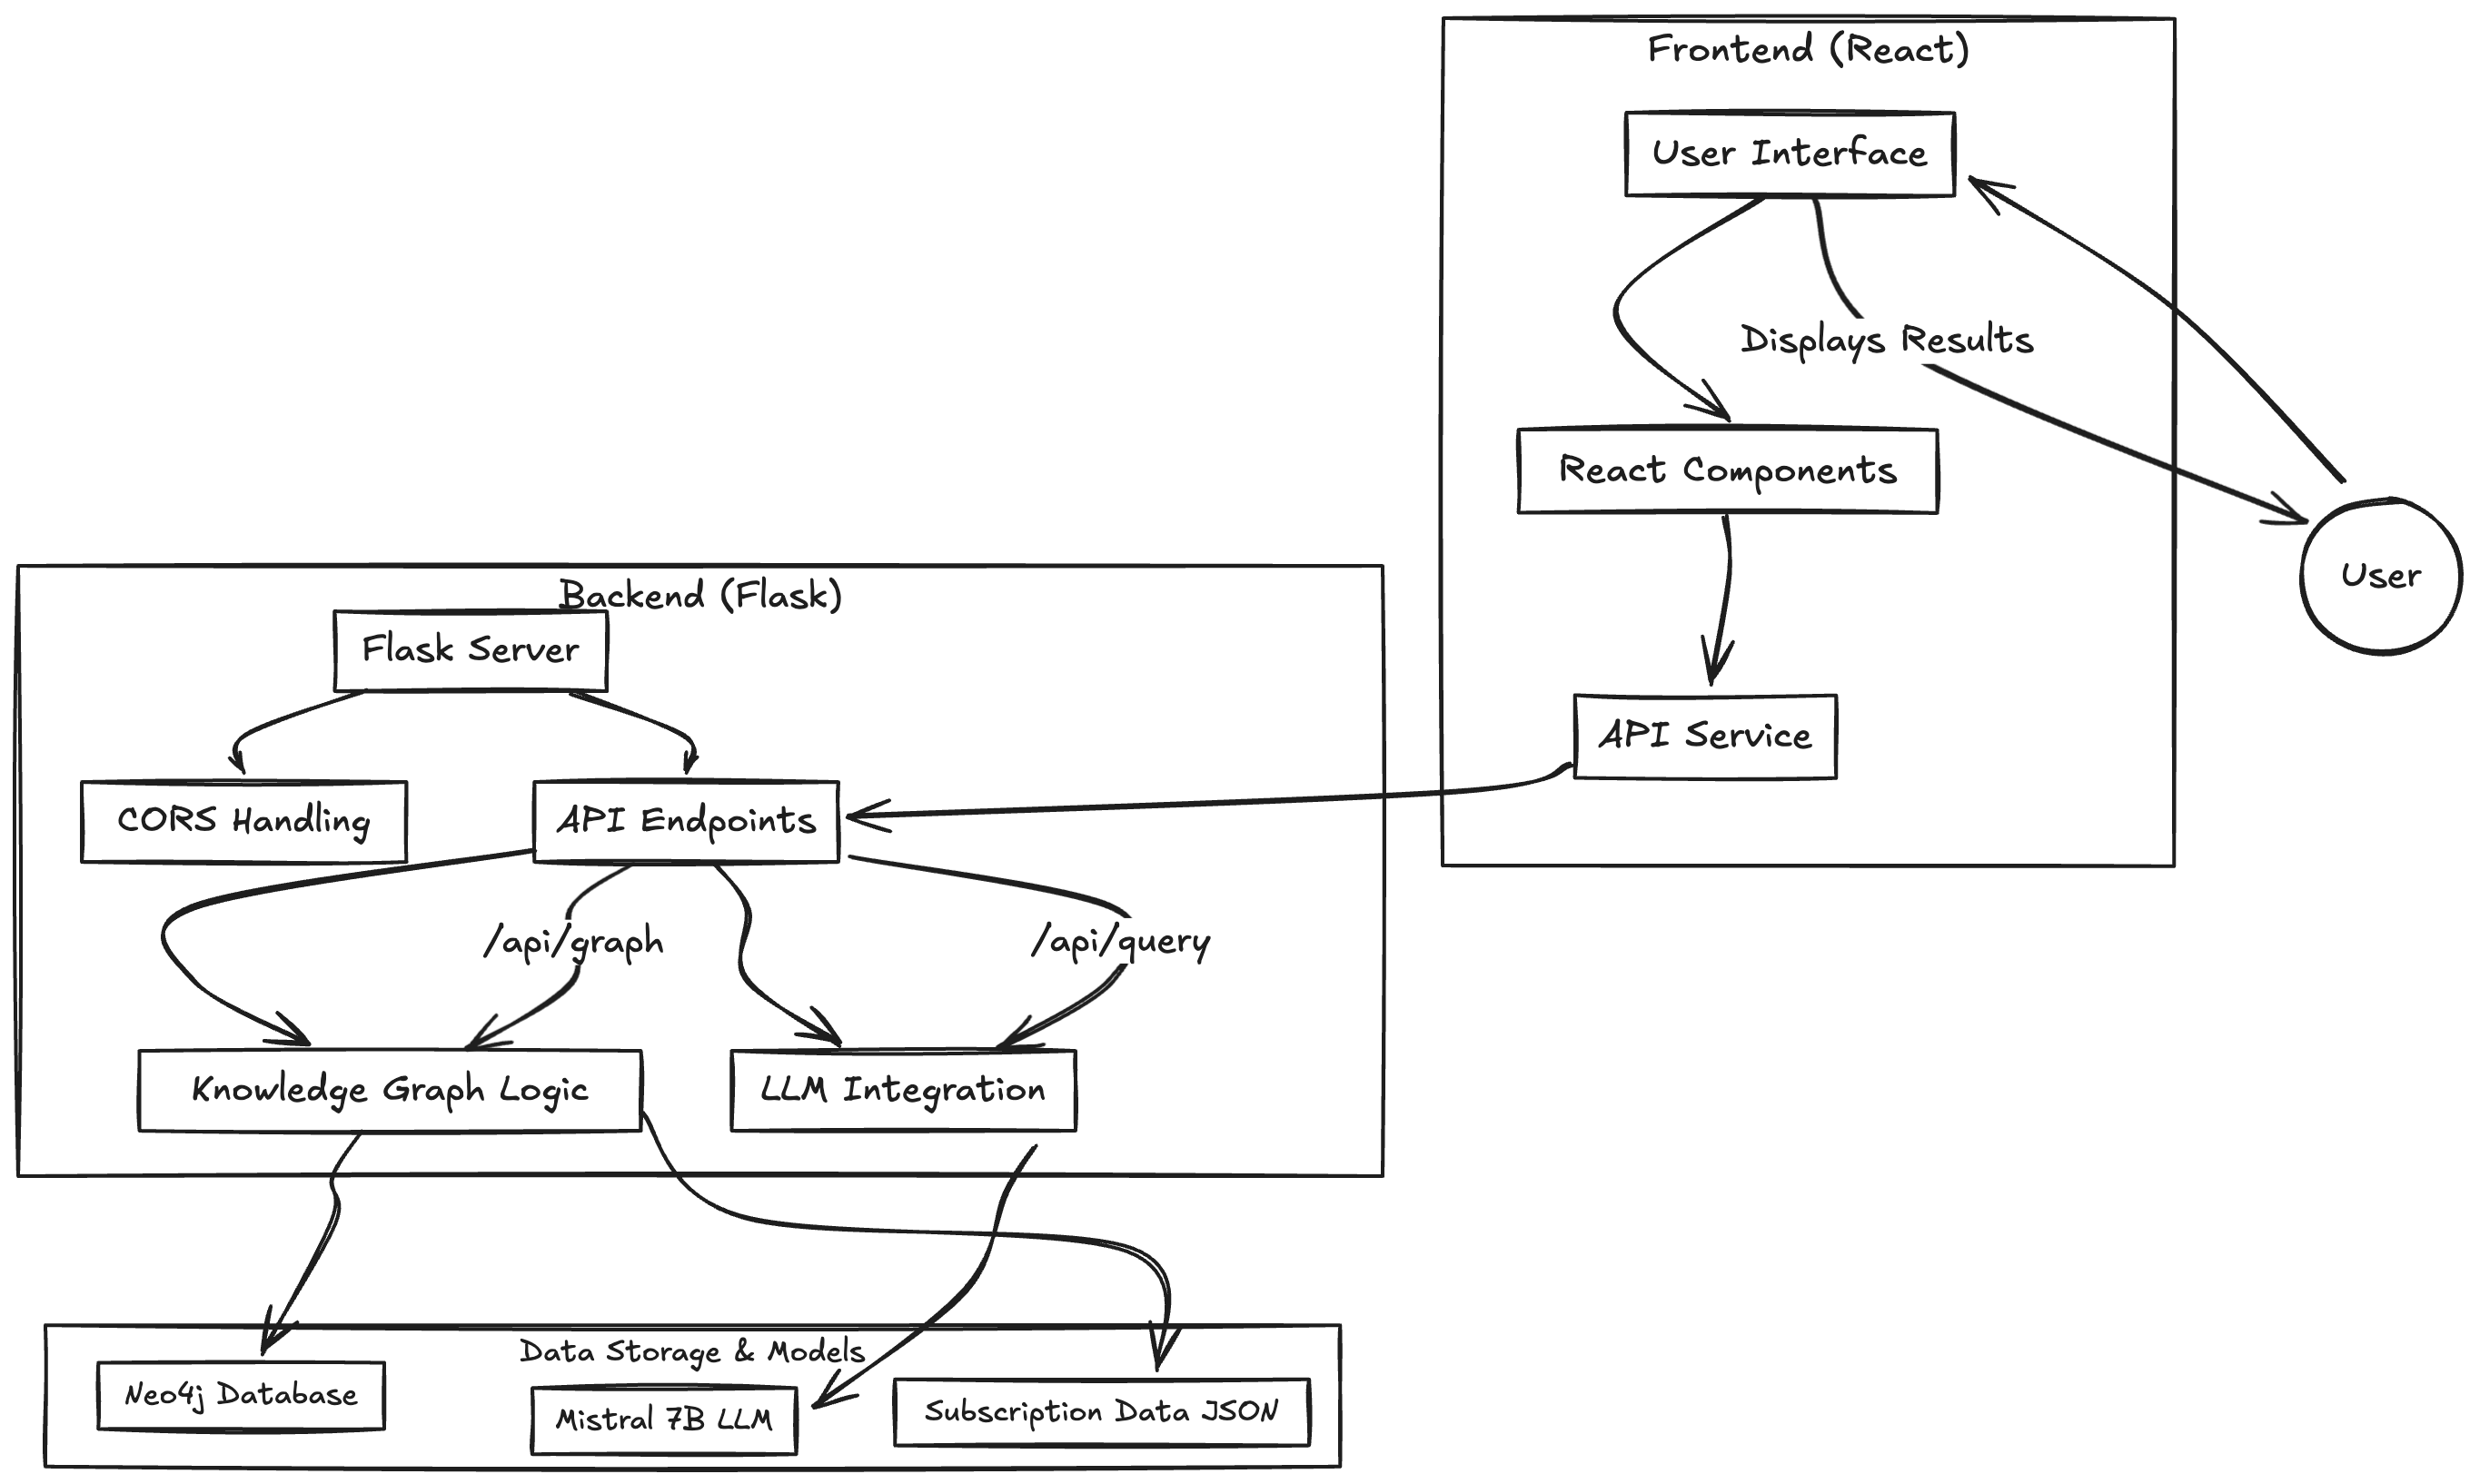 Frontend (React)
User Interface
Displays Results
React Components
User
API Service
Backend (Flask)
Flask Server
CORS Handling
API Endpoints
/api/graph
/api/query
Knowledge Graph Logic
LLM Integration
Data Storage & Models
Neo4j Database
Mistral 7B LLM
Subscription Data JSON